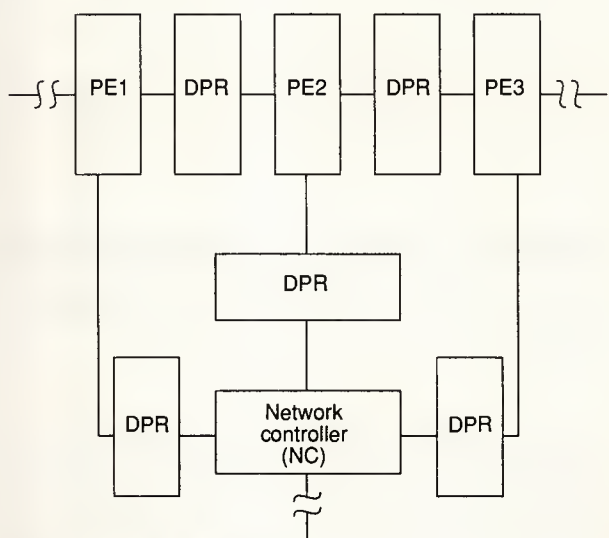 PE1
DPR
PE2
DPR
PE3
DPR
DPR
Network
controller
(NC)
DPR